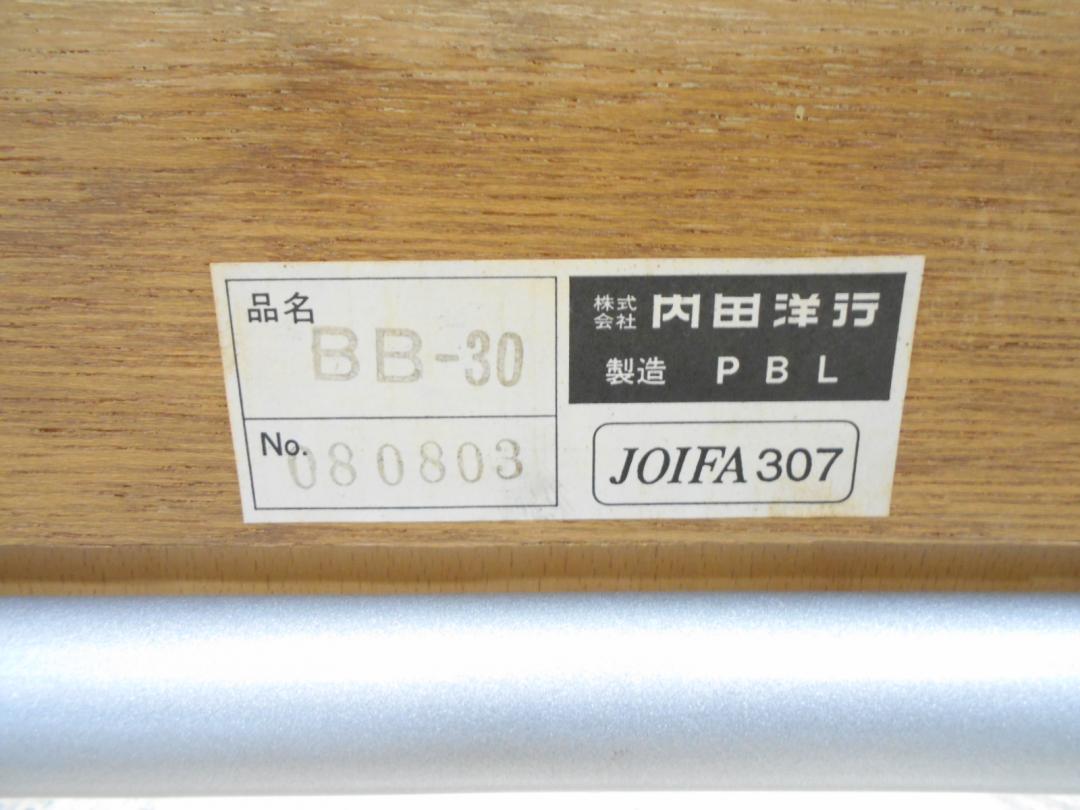 品名
BB-30
No. 080803
株式会社 内田洋行
製造 PBL
JOIFA 307